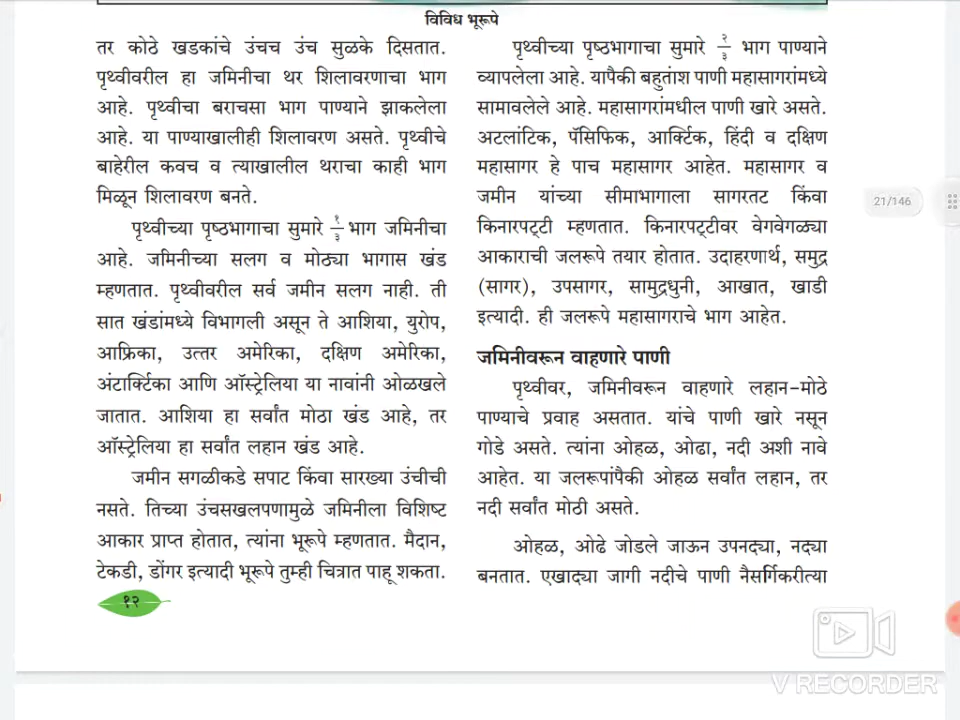 विविध भूरूपे
तर कोठे खडकांचे उंचच उंच सुळके दिसतात.
पृथ्वीवरील हा जमिनीचा थर शिलावरणाचा भाग
आहे. पृथ्वीचा बराचसा भाग पाण्याने झाकलेला
आहे. या पाण्याखालीही शिलावरण असते. पृथ्वीचे
बाहेरील कवच व त्याखालील थराचा काही भाग
मिळून शिलावरण बनते.
पृथ्वीच्या पृष्ठभागाचा सुमारे १/३ भाग जमिनीचा
आहे. जमिनीच्या सलग व मोठ्या भागास खंड
म्हणतात. पृथ्वीवरील सर्व जमीन सलग नाही. ती
सात खंडांमध्ये विभागली असून ते आशिया, युरोप,
आफ्रिका, उत्तर अमेरिका, दक्षिण अमेरिका,
अंटार्क्टिका आणि ऑस्ट्रेलिया या नावांनी ओळखले
जातात. आशिया हा सर्वांत मोठा खंड आहे, तर
ऑस्ट्रेलिया हा सर्वांत लहान खंड आहे.
जमीन सगळीकडे सपाट किंवा सारख्या उंचीची
नसते. तिच्या उंचसखलपणामुळे जमिनीला विशिष्ट
आकार प्राप्त होतात, त्यांना भूरूपे म्हणतात. मैदान,
टेकडी, डोंगर इत्यादी भूरूपे तुम्ही चित्रात पाहू शकता.
१२
पृथ्वीच्या पृष्ठभागाचा सुमारे २/३ भाग पाण्याने
व्यापलेला आहे. यापैकी बहुतांश पाणी महासागरांमध्ये
सामावलेले आहे. महासागरांमधील पाणी खारे असते.
अटलांटिक, पॅसिफिक, आर्क्टिक, हिंदी व दक्षिण
महासागर हे पाच महासागर आहेत. महासागर व
जमीन यांच्या सीमाभागाला सागरतट किंवा
किनारपट्टी म्हणतात. किनारपट्टीवर वेगवेगळ्या
आकाराची जलरूपे तयार होतात. उदाहरणार्थ, समुद्र
(सागर), उपसागर, सामुद्रधुनी, आखात, खाडी
इत्यादी. ही जलरूपे महासागराचे भाग आहेत.
जमिनीवरून वाहणारे पाणी
पृथ्वीवर, जमिनीवरून वाहणारे लहान-मोठे
पाण्याचे प्रवाह असतात. यांचे पाणी खारे नसून
गोडे असते. त्यांना ओहळ, ओढा, नदी अशी नावे
आहेत. या जलरूपांपैकी ओहळ सर्वांत लहान, तर
नदी सर्वांत मोठी असते.
ओहळ, ओढे जोडले जाऊन उपनद्या, नद्या
बनतात. एखाद्या जागी नदीचे पाणी नैसर्गिकरीत्या
21/146
V RECORDER